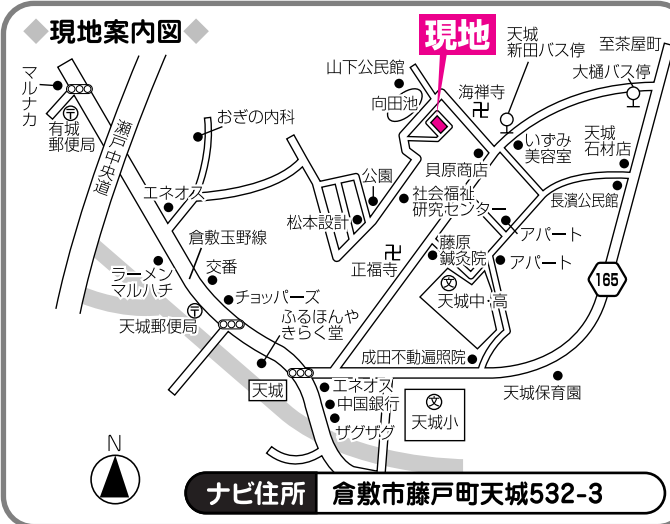 ◆現地案内図◆
現地
天城
新田バス停
至茶屋町
山下公民館
海禅寺
大樋バス停
マルナカ
向田池
有城
郵便局
瀬戸中央道
おぎの内科
いずみ
美容室
天城
石材店
貝原商店
公園
社会福祉
研究センター
長濱公民館
エネオス
松本設計
アパート
倉敷玉野線
藤原
鍼灸院
アパート
正福寺
ラーメン
マルハチ
交番
文
天城中・高
165
チョッパーズ
天城郵便局
ふるほんや
きらく堂
成田不動遍照院
天城
エネオス
中国銀行
ザグザグ
文
天城小
天城保育園
N
ナビ住所 倉敷市藤戸町天城532-3